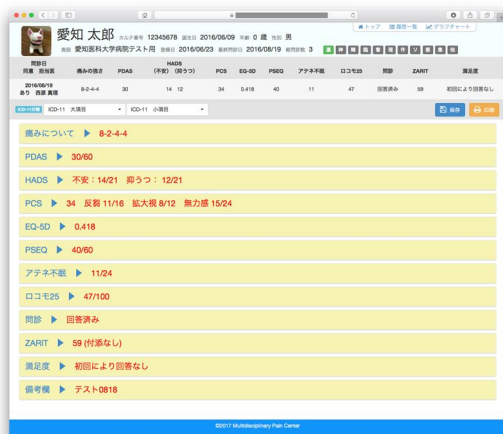 トップ 履歴一覧 グラフチャート
愛知 太郎 カルテ番号 12345678 誕生日 2016/06/09 年齢 0 歳 性別 男
施設 愛知医科大学病院テスト用 登録日 2016/06/23 最終問診日 2016/08/19 総問診数 3
問診日 HADS
同意 担当医 痛みの強さ PDAS (不安) (抑うつ) PCS EQ-5D PSEQ アテネ不眠 ロコモ25 問診 ZARIT 満足度
2016/08/19
あり 西原 真理 8-2-4-4 30 14 12 34 0.418 40 11 47 回答済み 59 初回により回答なし
ICD-11分類 ICD-11 大項目 ICD-11 小項目 保存 印刷
痛みについて ▶ 8-2-4-4
PDAS ▶ 30/60
HADS ▶ 不安：14/21 抑うつ： 12/21
PCS ▶ 34 反芻 11/16 拡大視 8/12 無力感 15/24
EQ-5D ▶ 0.418
PSEQ ▶ 40/60
アテネ不眠 ▶ 11/24
ロコモ25 ▶ 47/100
問診 ▶ 回答済み
ZARIT ▶ 59 (付添なし)
満足度 ▶ 初回により回答なし
備考欄 ▶ テスト0818
©2017 Multidisciplinary Pain Center